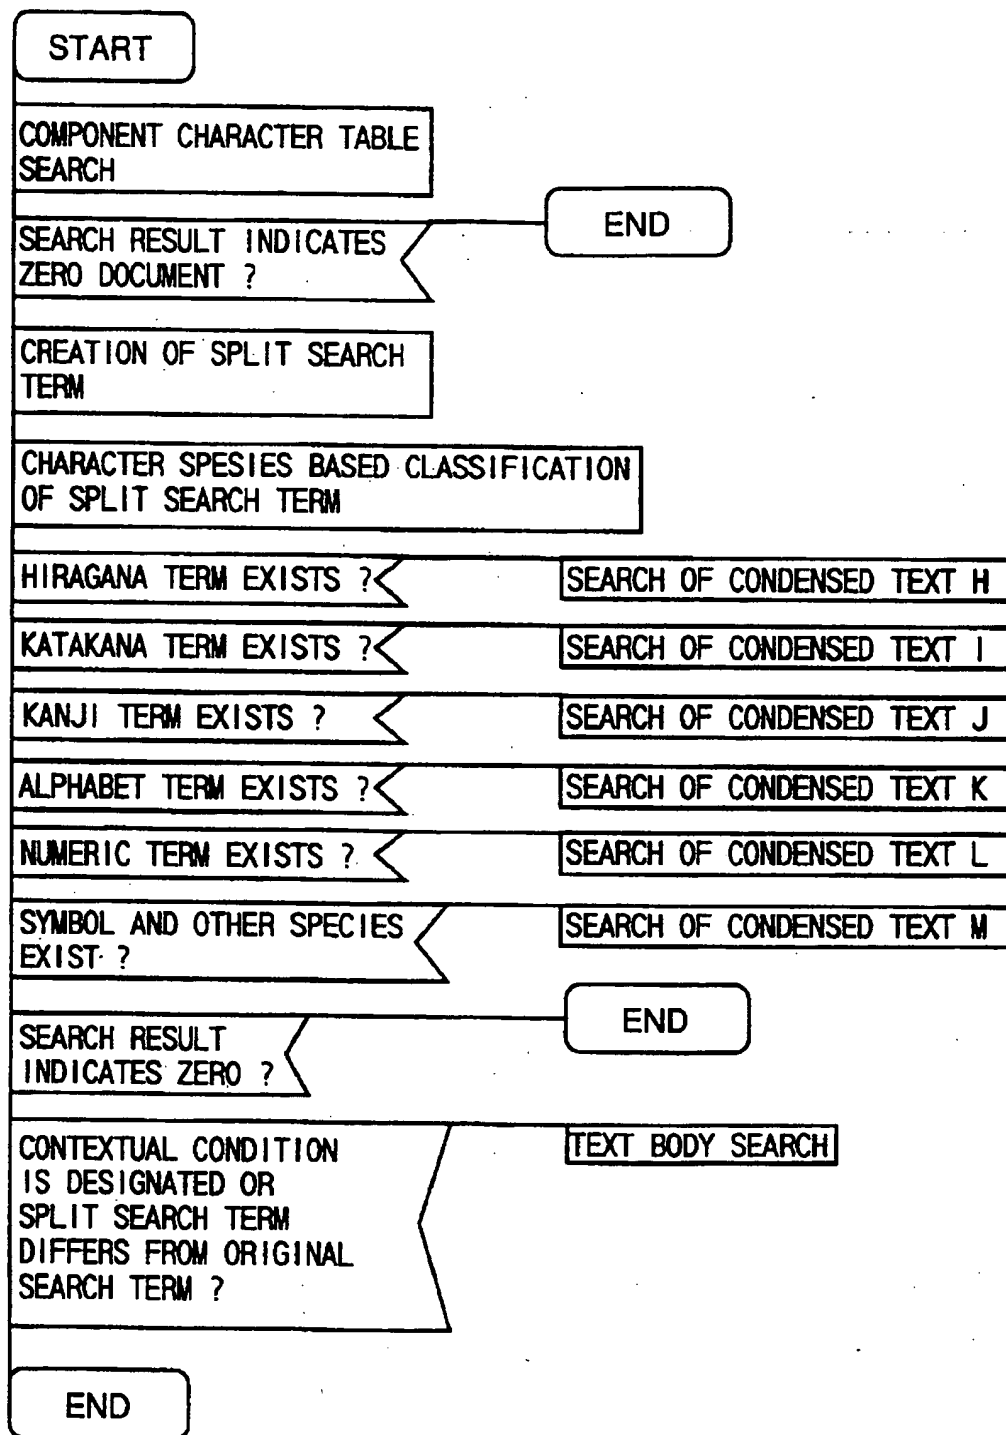 START
COMPONENT CHARACTER TABLE
SEARCH
SEARCH RESULT INDICATES
ZERO DOCUMENT ?
END
CREATION OF SPLIT SEARCH
TERM
CHARACTER SPESIES BASED CLASSIFICATION
OF SPLIT SEARCH TERM
HIRAGANA TERM EXISTS ?
SEARCH OF CONDENSED TEXT H
KATAKANA TERM EXISTS ?
SEARCH OF CONDENSED TEXT I
KANJI TERM EXISTS ?
SEARCH OF CONDENSED TEXT J
ALPHABET TERM EXISTS ?
SEARCH OF CONDENSED TEXT K
NUMERIC TERM EXISTS ?
SEARCH OF CONDENSED TEXT L
SYMBOL AND OTHER SPECIES
EXIST ?
SEARCH OF CONDENSED TEXT M
SEARCH RESULT
INDICATES ZERO ?
END
CONTEXTUAL CONDITION
IS DESIGNATED OR
SPLIT SEARCH TERM
DIFFERS FROM ORIGINAL
SEARCH TERM ?
TEXT BODY SEARCH
END